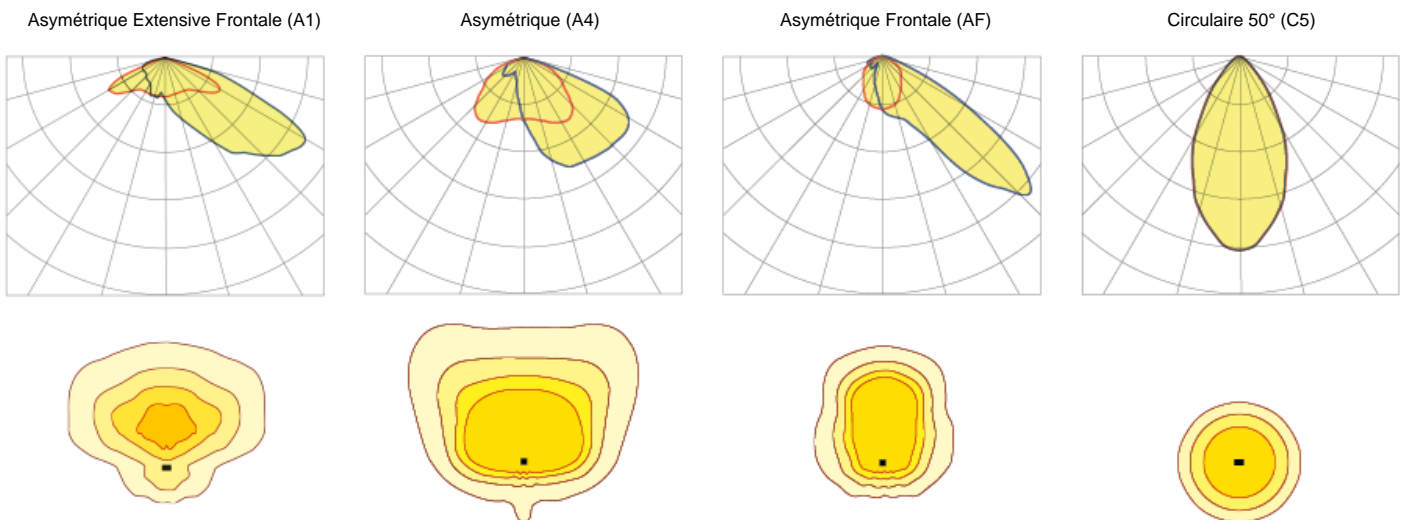 Asymétrique Extensive Frontale (A1)
Asymétrique (A4)
Asymétrique Frontale (AF)
Circulaire 50° (C5)